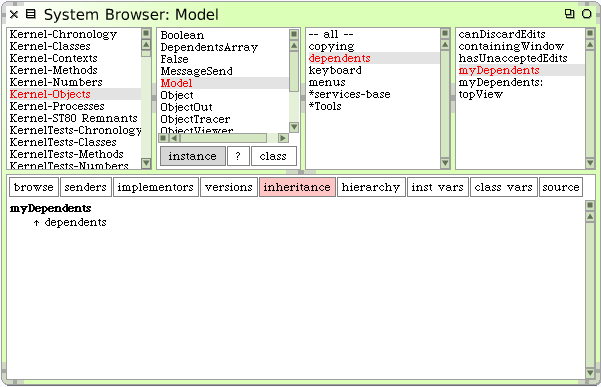 System Browser: Model
Kernel-Chronology
Kernel-Classes
Kernel-Contexts
Kernel-Methods
Kernel-Numbers
Kernel-Objects
Kernel-Processes
Kernel-ST80 Remnants
KernelTests-Chronology
KernelTests-Classes
KernelTests-Methods
KernelTests-Numbers
Boolean
DependentsArray
False
MessageSend
Model
Object
ObjectOut
ObjectTracer
ObjectViewer
instance ? class
-- all --
copying
dependents
keyboard
menus
*services-base
*Tools
canDiscardEdits
containingWindow
hasUnacceptedEdits
myDependents
myDependents:
topView
browse senders implementors versions inheritance hierarchy inst vars class vars source
myDependents
↑ dependents